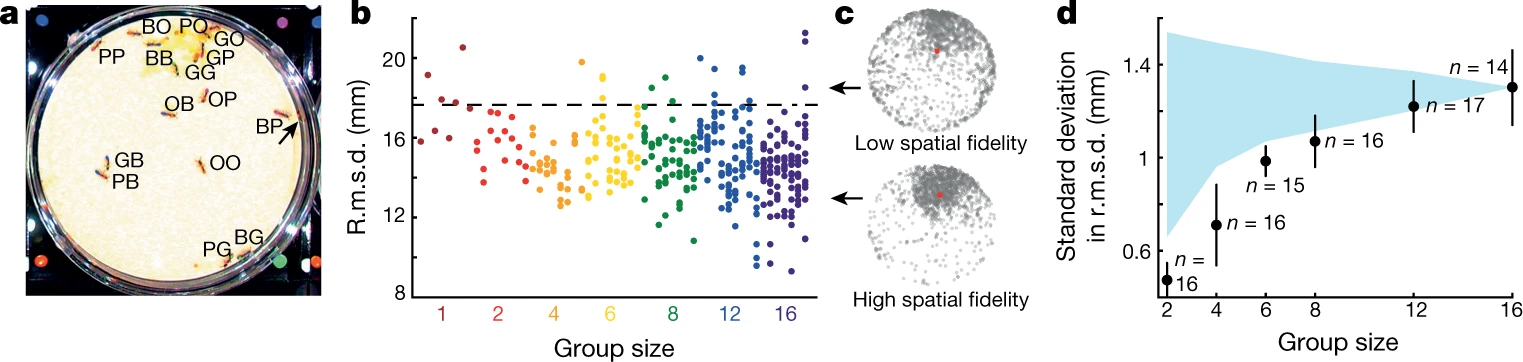 a
BO
PO
GO
PP
BB
GP
GG
OB
OP
BP
GB
PB
OO
PG
BG
b
R.m.s.d. (mm)
20
16
12
8
1
2
4
6
8
12
16
Group size
c
Low spatial fidelity
High spatial fidelity
d
Standard deviation
in r.m.s.d. (mm)
1.4
1
0.6
n =
16
n = 16
n = 15
n = 16
n = 17
n = 14
2
4
6
8
12
16
Group size